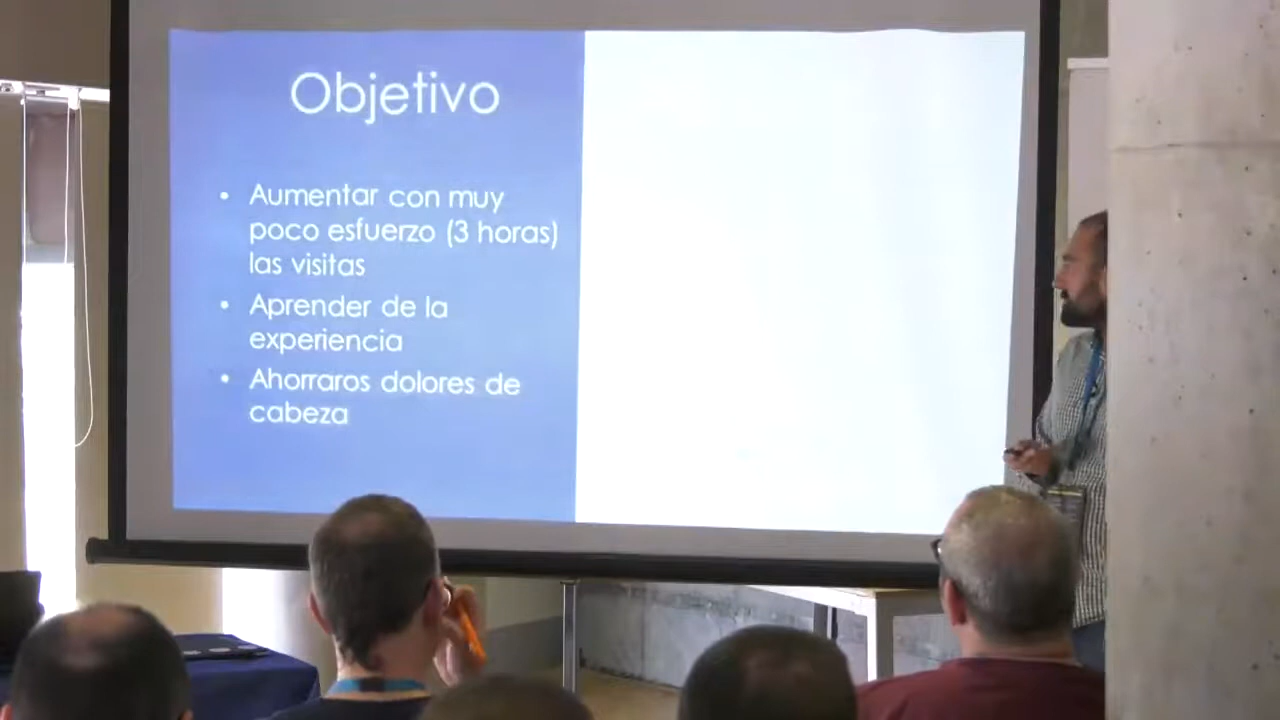 Objetivo
• Aumentar con muy
poco esfuerzo (3 horas)
las visitas
• Aprender de la
experiencia
• Ahorraros dolores de
cabeza